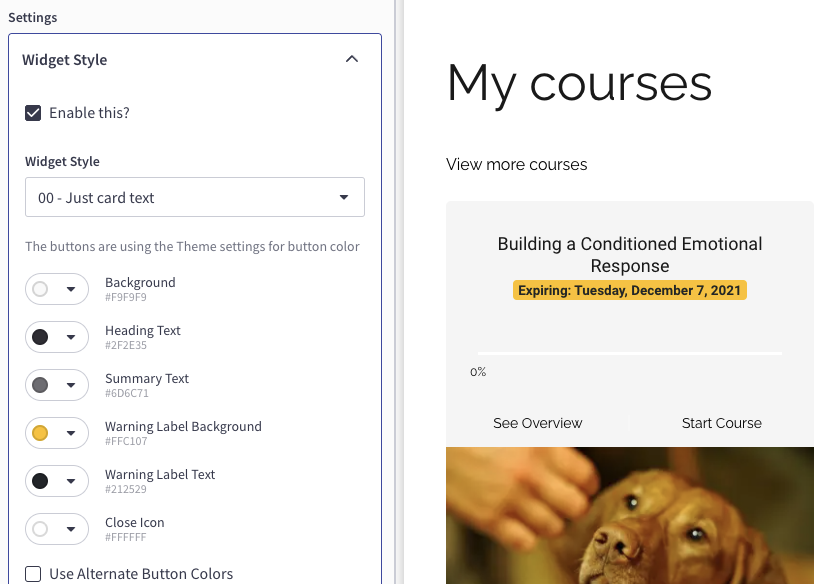 Settings
Widget Style
Enable this?
Widget Style
00 - Just card text
The buttons are using the Theme settings for button color
Background
#F9F9F9
Heading Text
#2F2E35
Summary Text
#6D6C71
Warning Label Background
#FFC107
Warning Label Text
#212529
Close Icon
#FFFFFF
Use Alternate Button Colors
My courses
View more courses
Building a Conditioned Emotional
Response
Expiring: Tuesday, December 7, 2021
0%
See Overview
Start Course